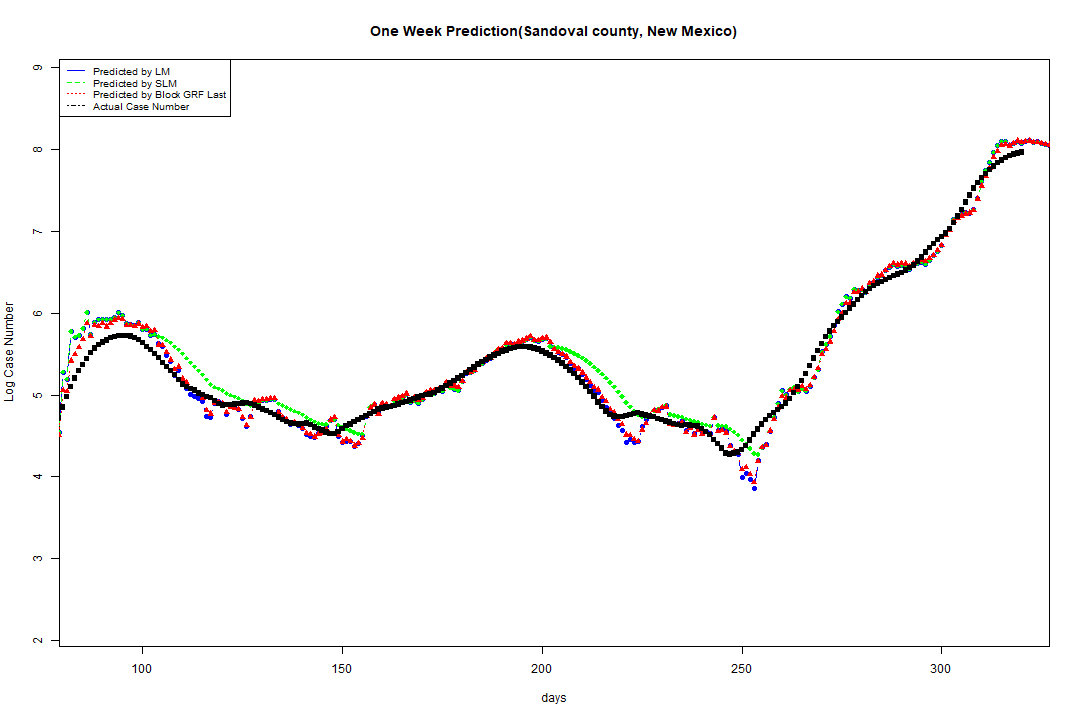 One Week Prediction(Sandoval county, New Mexico)
9
Predicted by LM
Predicted by SLM
Predicted by Block GRF Last
Actual Case Number
8
7
6
5
4
3
2
Log Case Number
100 150 200 250 300
days